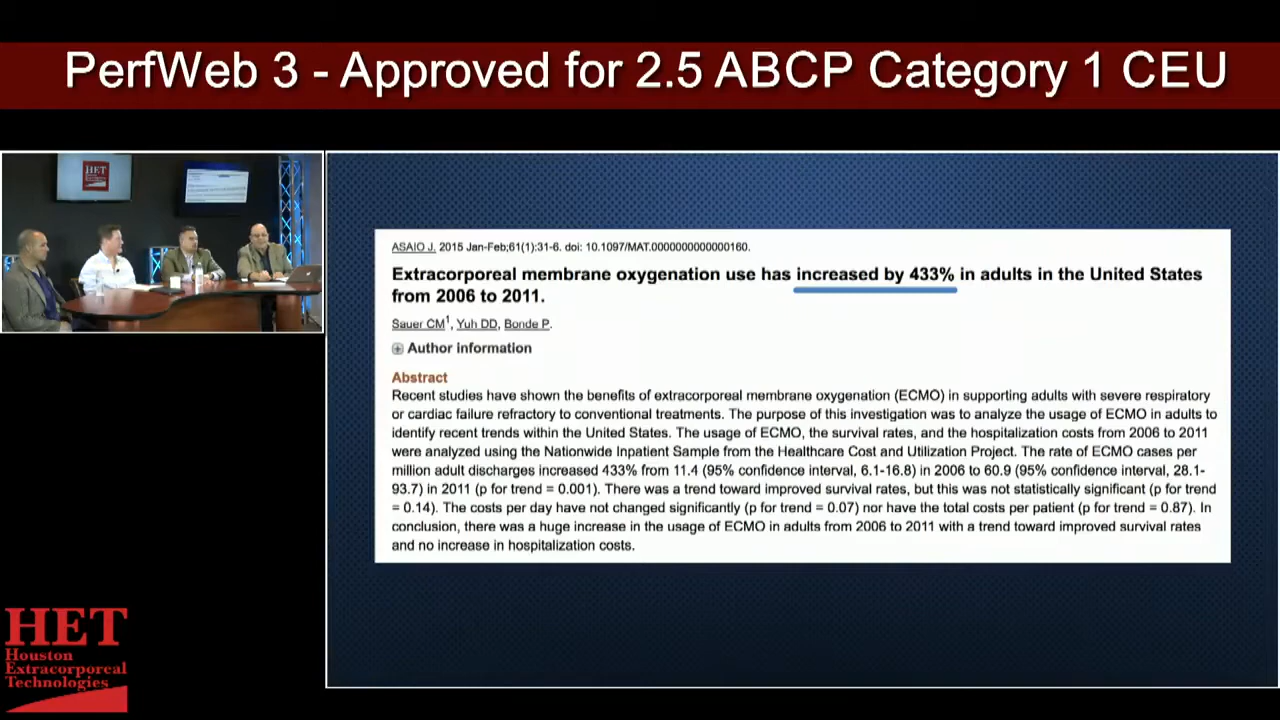 PerfWeb 3 - Approved for 2.5 ABCP Category 1 CEU
HET
ASAIO J. 2015 Jan-Feb;61(1):31-6. doi: 10.1097/MAT.0000000000000160.
Extracorporeal membrane oxygenation use has increased by 433% in adults in the United States
from 2006 to 2011.
Sauer CM1, Yuh DD, Bonde P.
Author information
Abstract
Recent studies have shown the benefits of extracorporeal membrane oxygenation (ECMO) in supporting adults with severe respiratory
or cardiac failure refractory to conventional treatments. The purpose of this investigation was to analyze the usage of ECMO in adults to
identify recent trends within the United States. The usage of ECMO, the survival rates, and the hospitalization costs from 2006 to 2011
were analyzed using the Nationwide Inpatient Sample from the Healthcare Cost and Utilization Project. The rate of ECMO cases per
million adult discharges increased 433% from 11.4 (95% confidence interval, 6.1-16.8) in 2006 to 60.9 (95% confidence interval, 28.1-
93.7) in 2011 (p for trend = 0.001). There was a trend toward improved survival rates, but this was not statistically significant (p for trend
= 0.14). The costs per day have not changed significantly (p for trend = 0.07) nor have the total costs per patient (p for trend = 0.87). In
conclusion, there was a huge increase in the usage of ECMO in adults from 2006 to 2011 with a trend toward improved survival rates
and no increase in hospitalization costs.
HET
Houston
Extracorporeal
Technologies